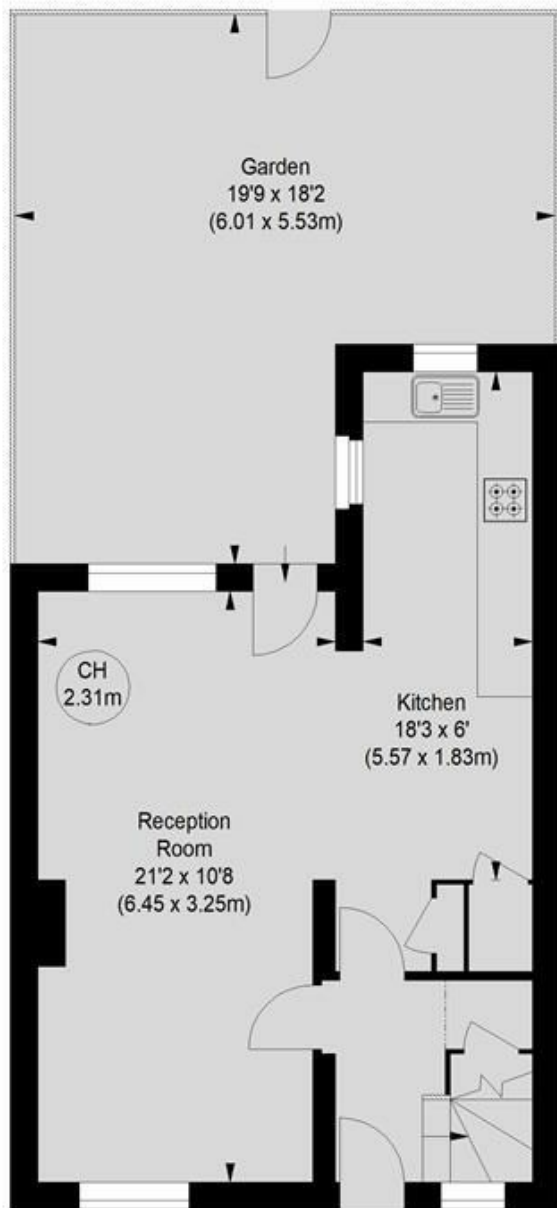 Garden
19'9 x 18'2
(6.01 x 5.53m)
CH
2.31m
Kitchen
18'3 x 6'
(5.57 x 1.83m)
Reception
Room
21'2 x 10'8
(6.45 x 3.25m)